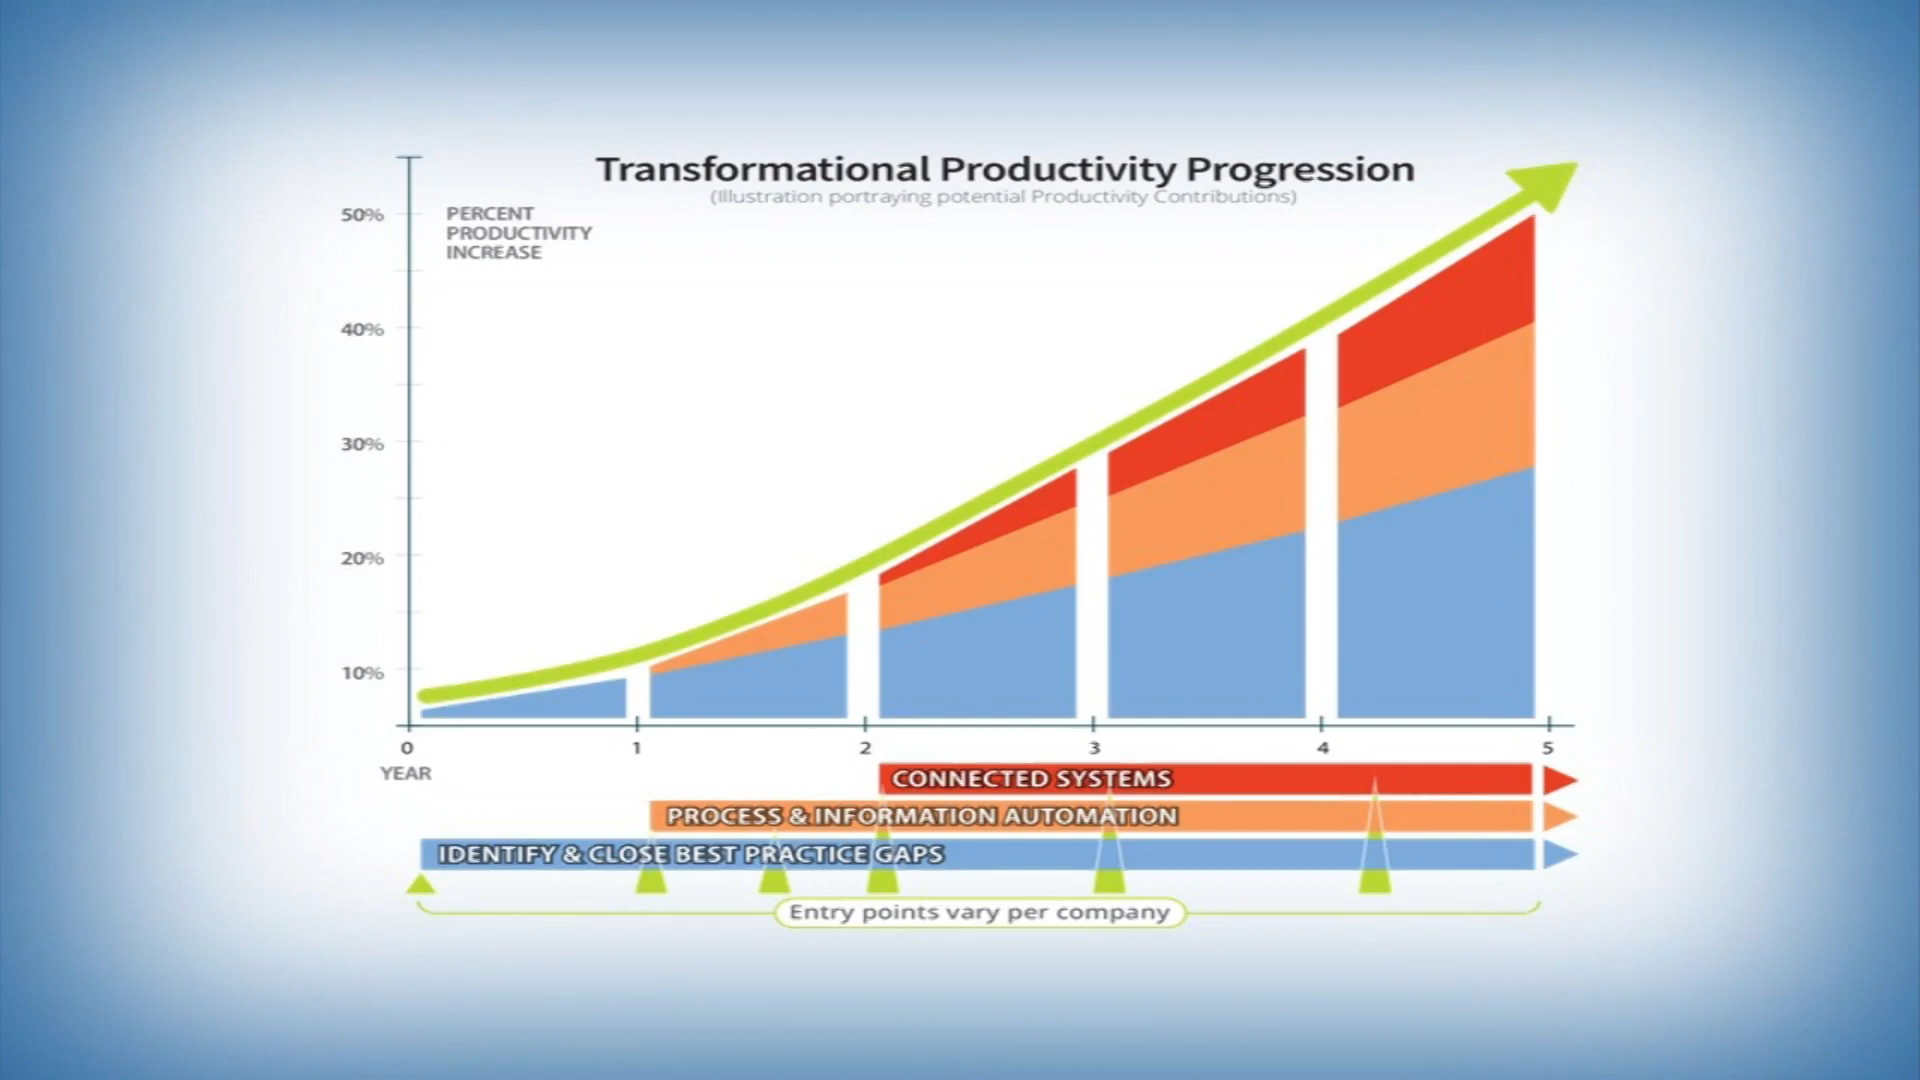 Transformational Productivity Progression
(Illustration portraying potential Productivity Contributions)
PERCENT
PRODUCTIVITY
INCREASE
50%
40%
30%
20%
10%
0 1 2 3 4 5
YEAR
CONNECTED SYSTEMS
PROCESS & INFORMATION AUTOMATION
IDENTIFY & CLOSE BEST PRACTICE GAPS
Entry points vary per company